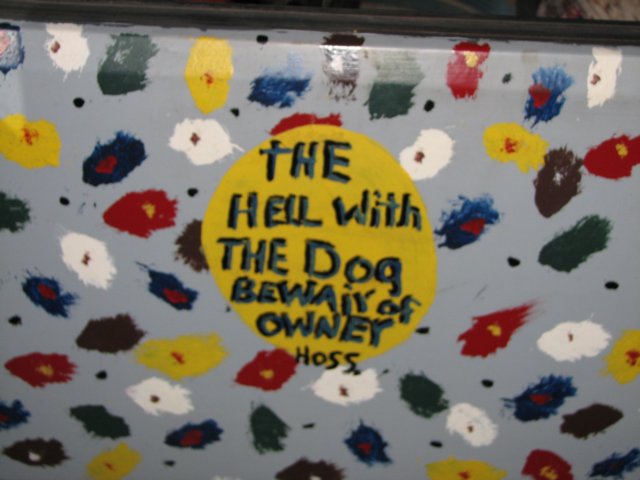 THE
HELL With
THE Dog
BEWAIr of
OWNEY
HOSS.